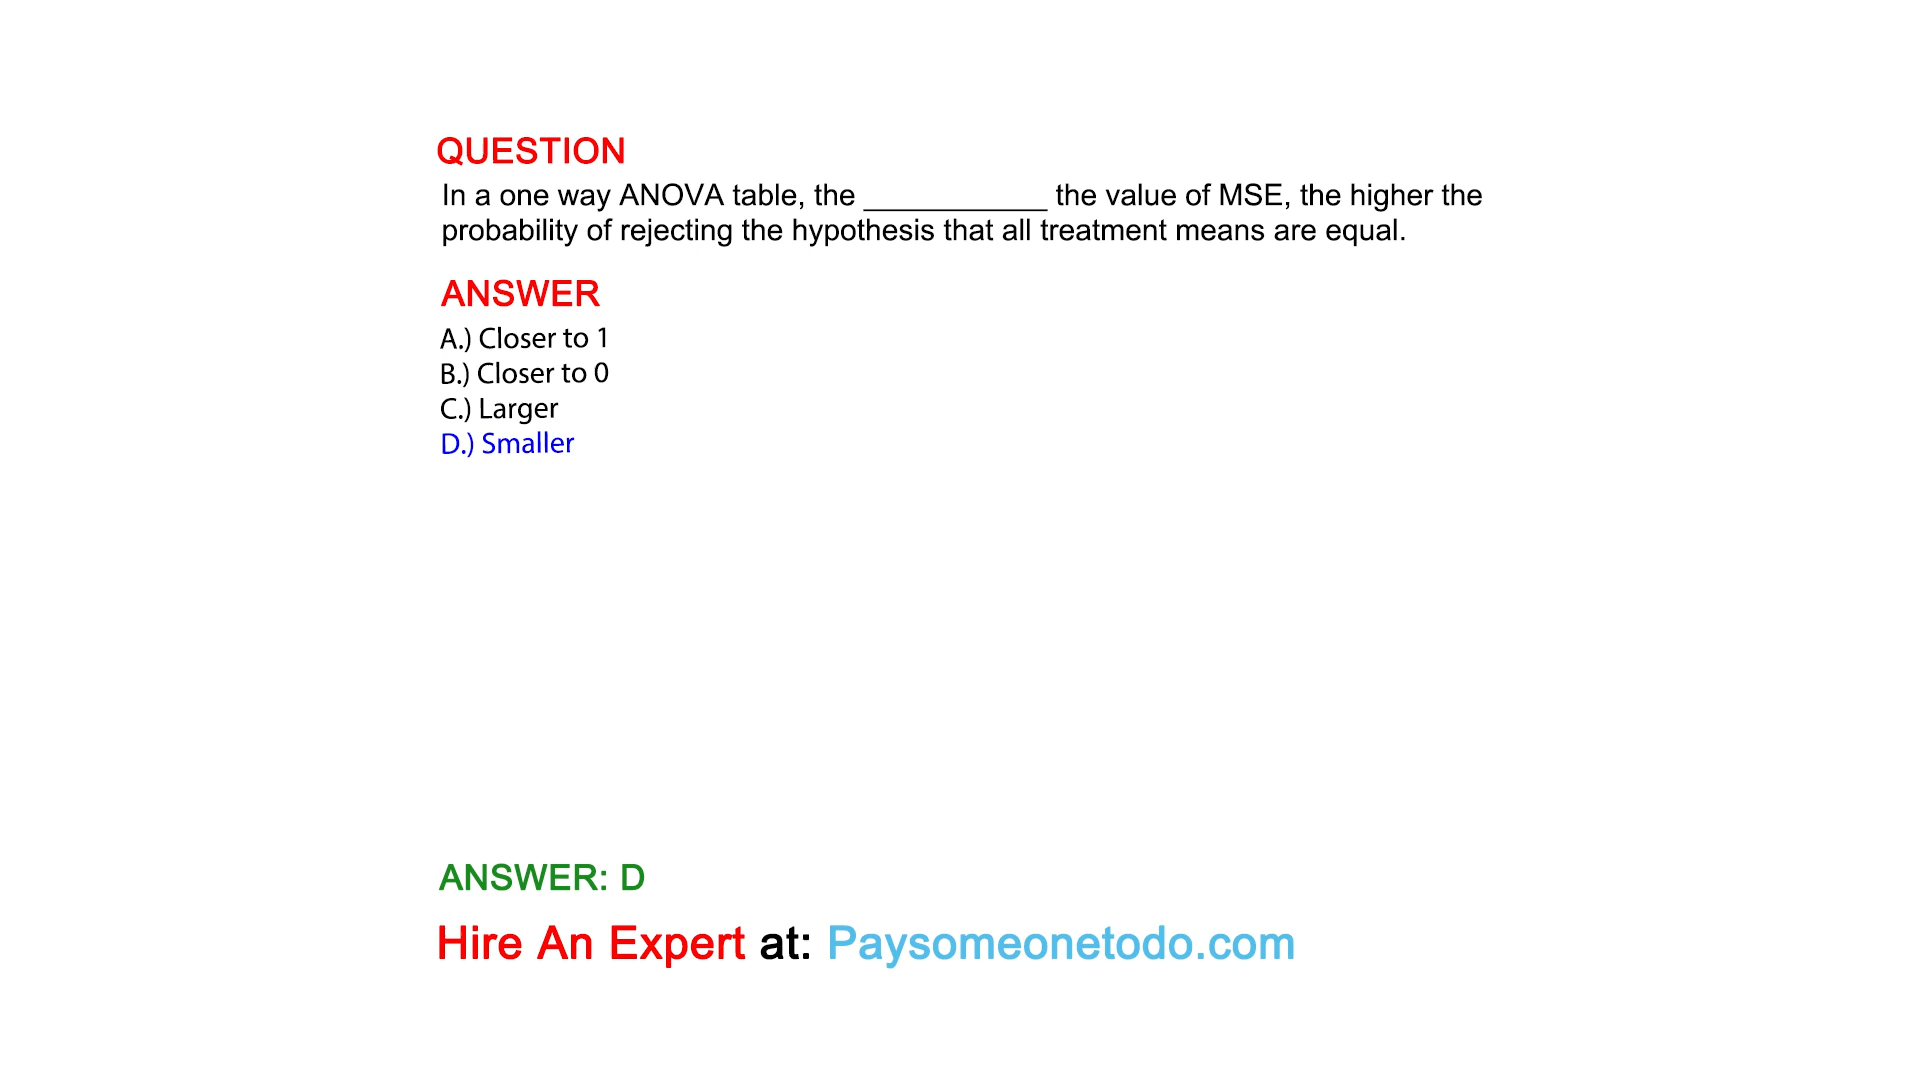 QUESTION
In a one way ANOVA table, the ___________ the value of MSE, the higher the
probability of rejecting the hypothesis that all treatment means are equal.
ANSWER
A.) Closer to 1
B.) Closer to 0
C.) Larger
D.) Smaller
ANSWER: D
Hire An Expert at: Paysomeonetodo.com